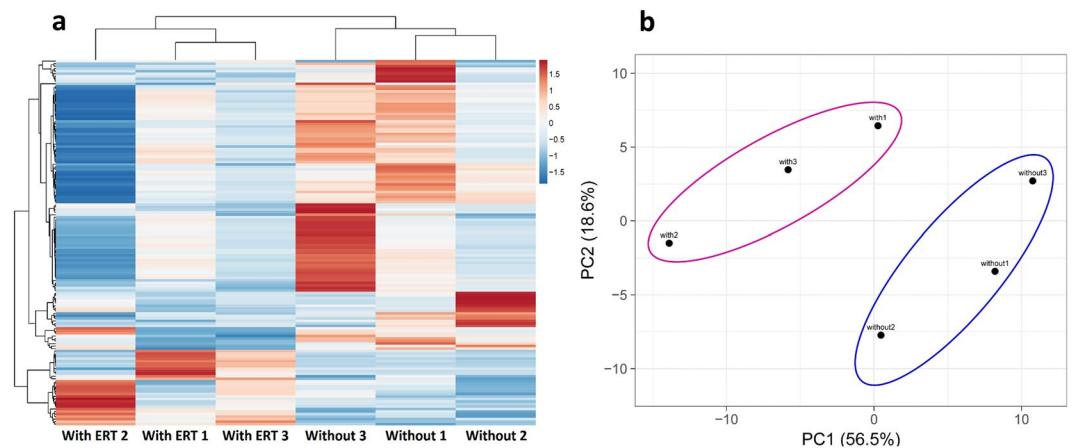 a
1.5
1
0.5
0
−0.5
−1
−1.5
With ERT 2 With ERT 1 With ERT 3 Without 3 Without 1 Without 2
b
PC2 (18.6%)
10
5
0
−5
−10
with1
with3
without3
with2
without1
without2
−10 0 10
PC1 (56.5%)